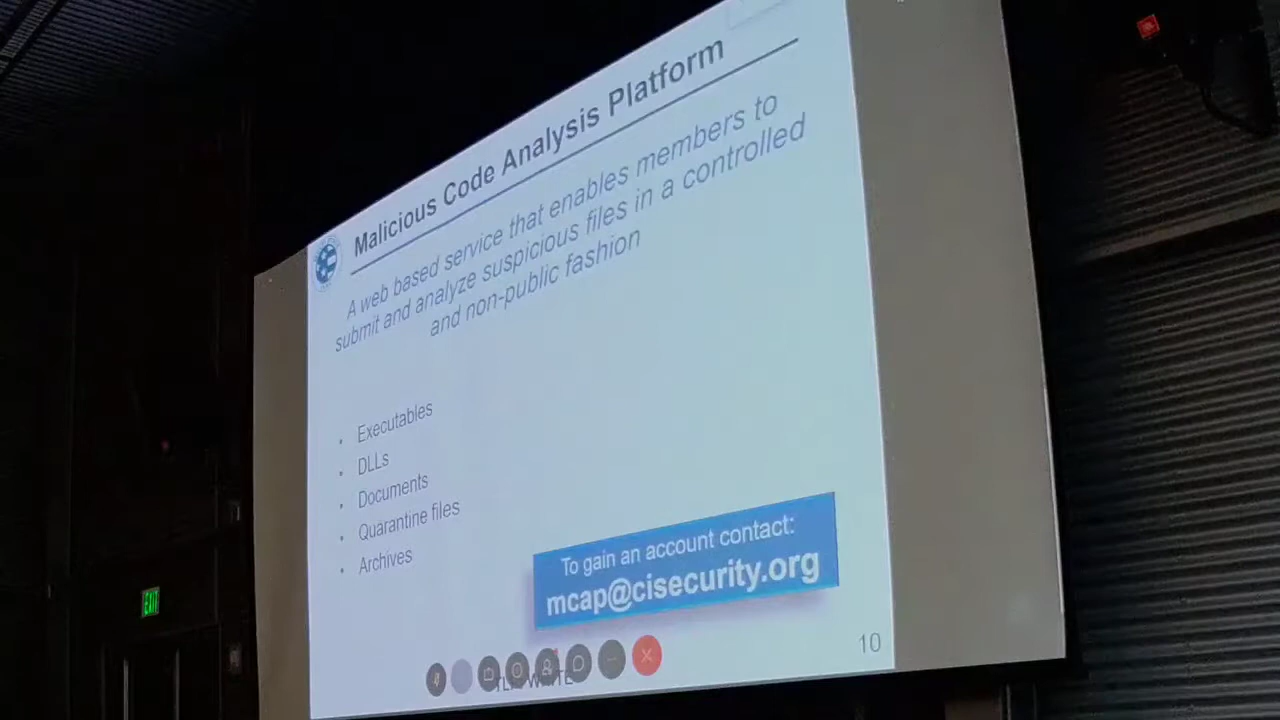 Malicious Code Analysis Platform
A web based service that enables members to
submit and analyze suspicious files in a controlled
and non-public fashion
• Executables
• DLLs
• Documents
• Quarantine files
• Archives
To gain an account contact:
mcap@cisecurity.org
10
EXIT